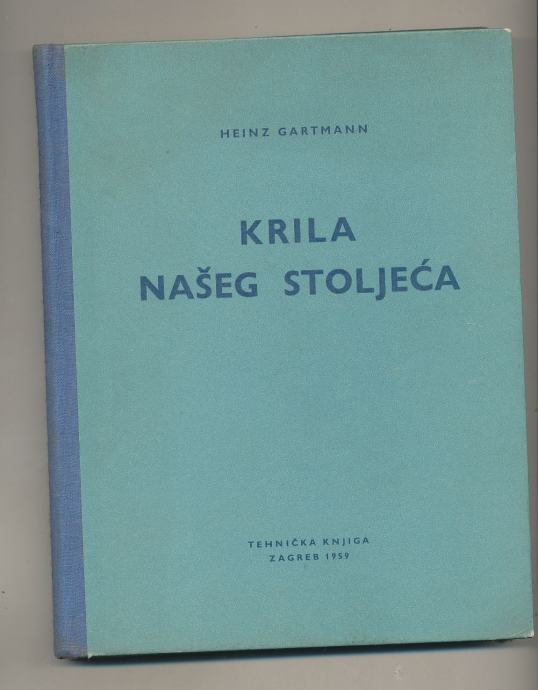 HEINZ GARTMANN
KRILA
NAŠEG STOLJEĆA
TEHNIČKA KNJIGA
ZAGREB 1959